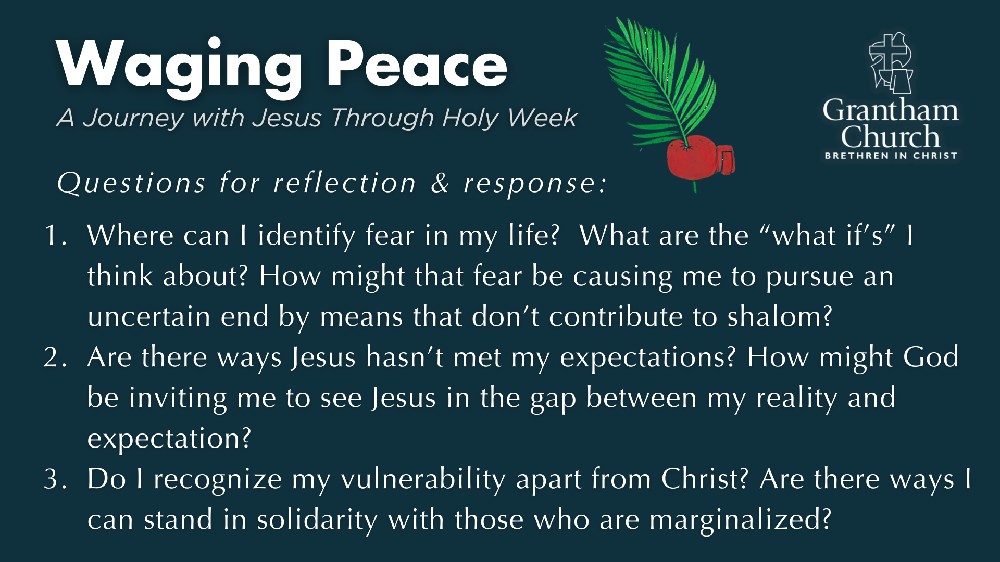 Waging Peace
A Journey with Jesus Through Holy Week
Grantham
Church
BRETHREN IN CHRIST
Questions for reflection & response:
1. Where can I identify fear in my life?  What are the “what if’s” I
think about? How might that fear be causing me to pursue an
uncertain end by means that don’t contribute to shalom?
2. Are there ways Jesus hasn’t met my expectations? How might God
be inviting me to see Jesus in the gap between my reality and
expectation?
3. Do I recognize my vulnerability apart from Christ? Are there ways I
can stand in solidarity with those who are marginalized?